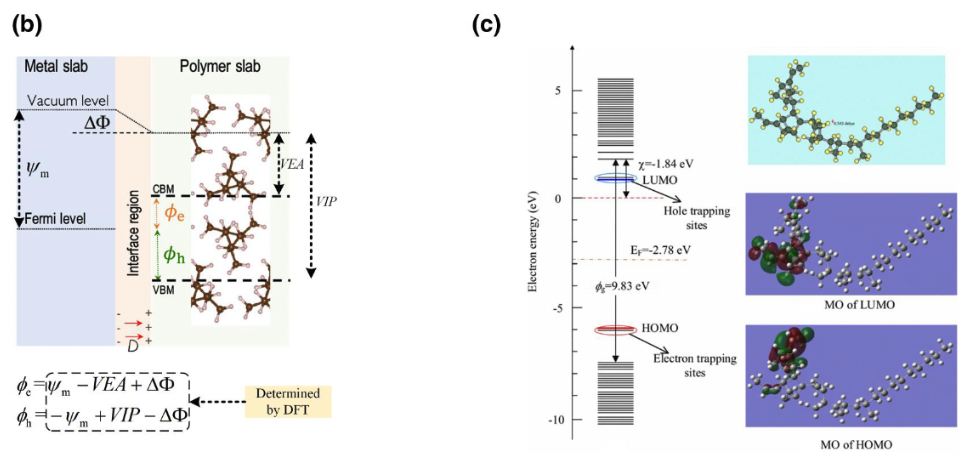 (b)
Metal slab
Polymer slab
Vacuum level
ΔΦ
VEA
ψm
VIP
CBM
Fermi level
ϕe
Interface region
ϕh
VBM
- +
- +
- +
D
ϕe = ψm − VEA + ΔΦ
ϕh = −ψm + VIP − ΔΦ
Determined
by DFT
(c)
Electron energy (eV)
5
0
-5
-10
χ=-1.84 eV
LUMO
Hole trapping
sites
EF=-2.78 eV
ϕg=9.83 eV
HOMO
Electron trapping
sites
MO of LUMO
MO of HOMO